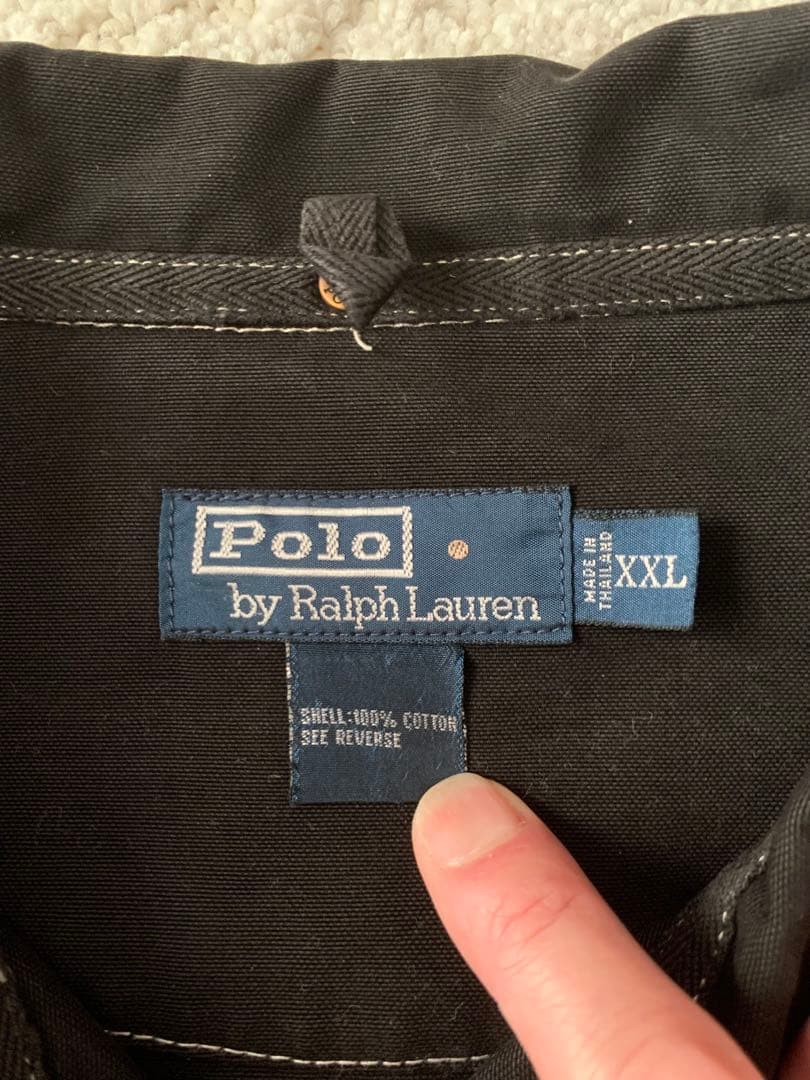 Polo
by Ralph Lauren
MADE IN
THAILAND
XXL
SHELL:100% COTTON
SEE REVERSE